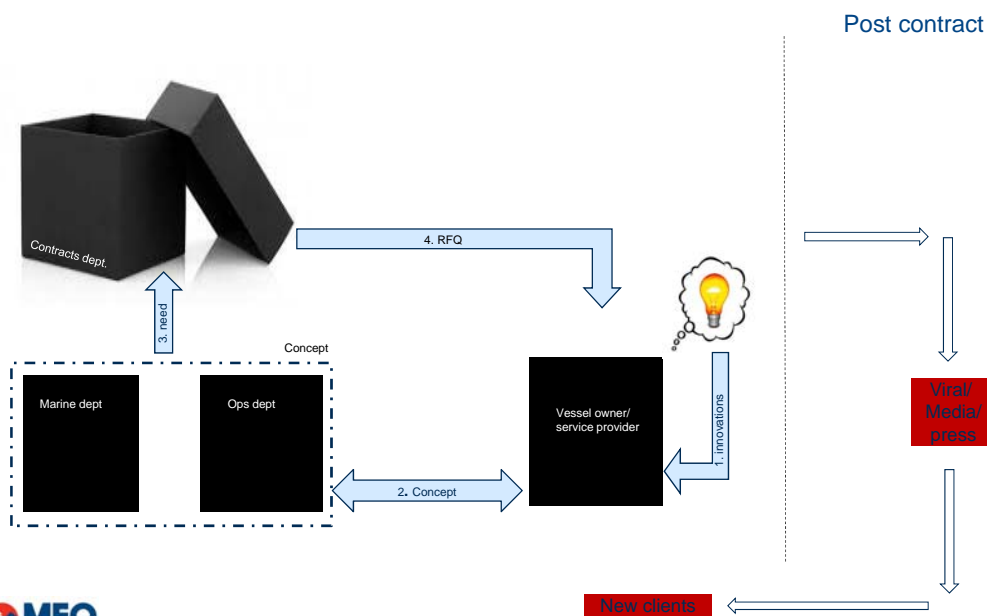 Post contract
Contracts dept.
4. RFQ
3. need
Concept
Marine dept
Ops dept
Vessel owner/
service provider
1. innovations
2. Concept
Viral/
Media/
press
New clients